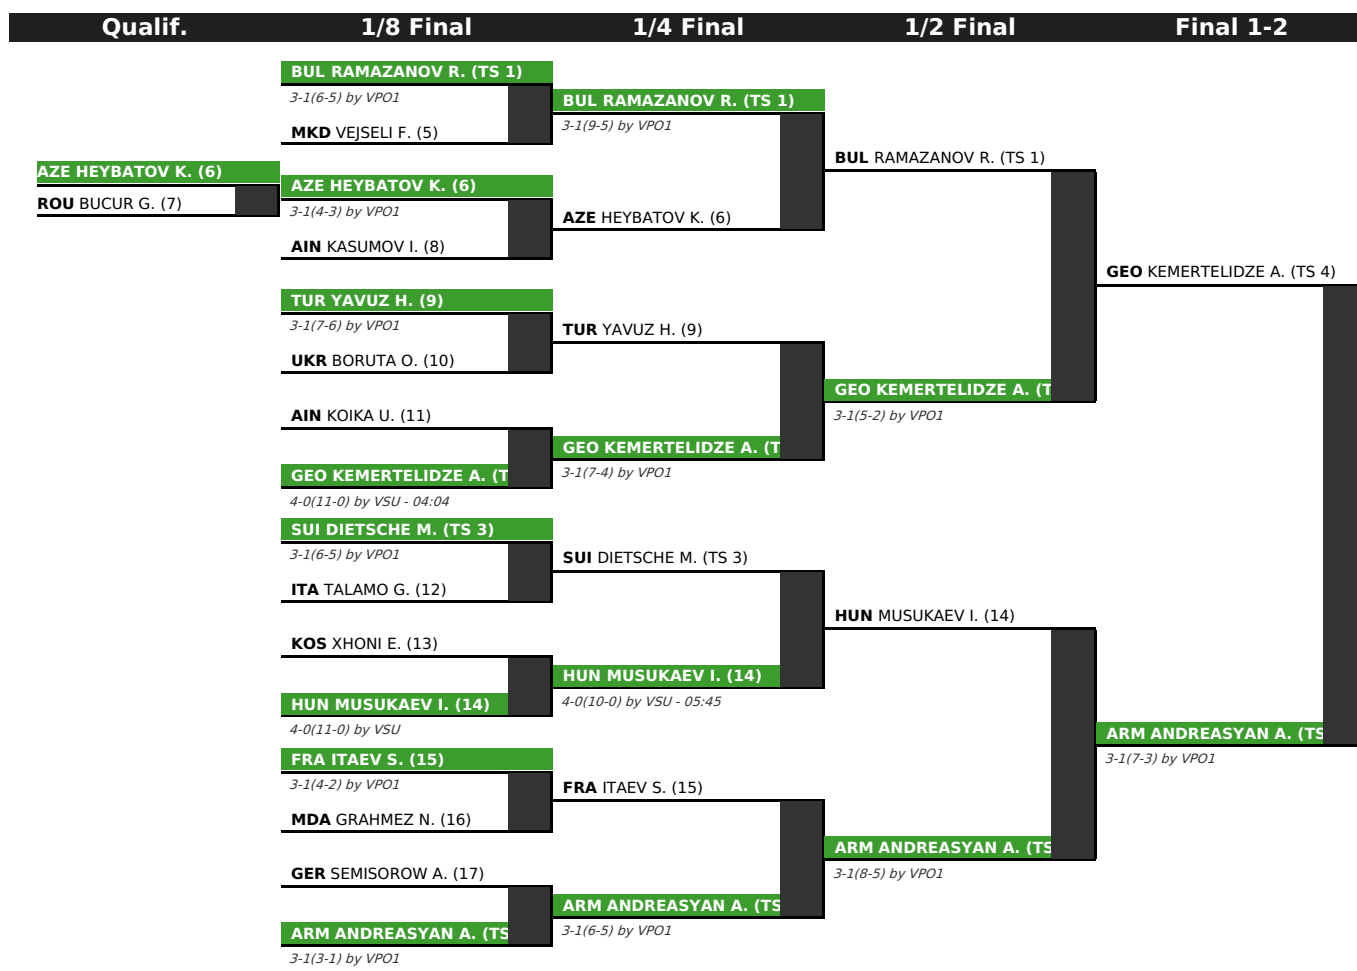 Qualif. 1/8 Final 1/4 Final 1/2 Final Final 1-2
AZE HEYBATOV K. (6)
ROU BUCUR G. (7)
BUL RAMAZANOV R. (TS 1)
3-1(6-5) by VPO1
MKD VEJSELI F. (5)
AZE HEYBATOV K. (6)
3-1(4-3) by VPO1
AIN KASUMOV I. (8)
TUR YAVUZ H. (9)
3-1(7-6) by VPO1
UKR BORUTA O. (10)
AIN KOIKA U. (11)
GEO KEMERTELIDZE A. (T
4-0(11-0) by VSU - 04:04
SUI DIETSCHE M. (TS 3)
3-1(6-5) by VPO1
ITA TALAMO G. (12)
KOS XHONI E. (13)
HUN MUSUKAEV I. (14)
4-0(11-0) by VSU
FRA ITAEV S. (15)
3-1(4-2) by VPO1
MDA GRAHMEZ N. (16)
GER SEMISOROW A. (17)
ARM ANDREASYAN A. (TS
3-1(3-1) by VPO1
BUL RAMAZANOV R. (TS 1)
3-1(9-5) by VPO1
AZE HEYBATOV K. (6)
TUR YAVUZ H. (9)
GEO KEMERTELIDZE A. (T
3-1(7-4) by VPO1
SUI DIETSCHE M. (TS 3)
HUN MUSUKAEV I. (14)
4-0(10-0) by VSU - 05:45
FRA ITAEV S. (15)
ARM ANDREASYAN A. (TS
3-1(6-5) by VPO1
BUL RAMAZANOV R. (TS 1)
GEO KEMERTELIDZE A. (T
3-1(5-2) by VPO1
HUN MUSUKAEV I. (14)
ARM ANDREASYAN A. (TS
3-1(8-5) by VPO1
GEO KEMERTELIDZE A. (TS 4)
ARM ANDREASYAN A. (TS
3-1(7-3) by VPO1